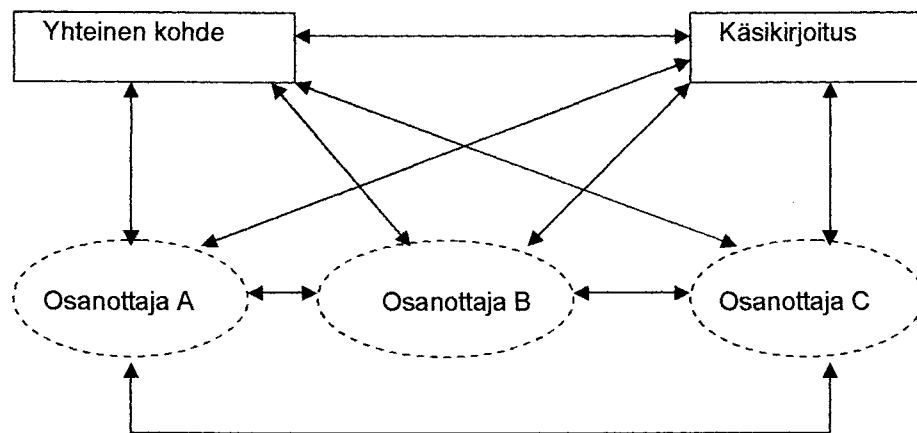 Yhteinen kohde
Käsikirjoitus
Osanottaja A
Osanottaja B
Osanottaja C